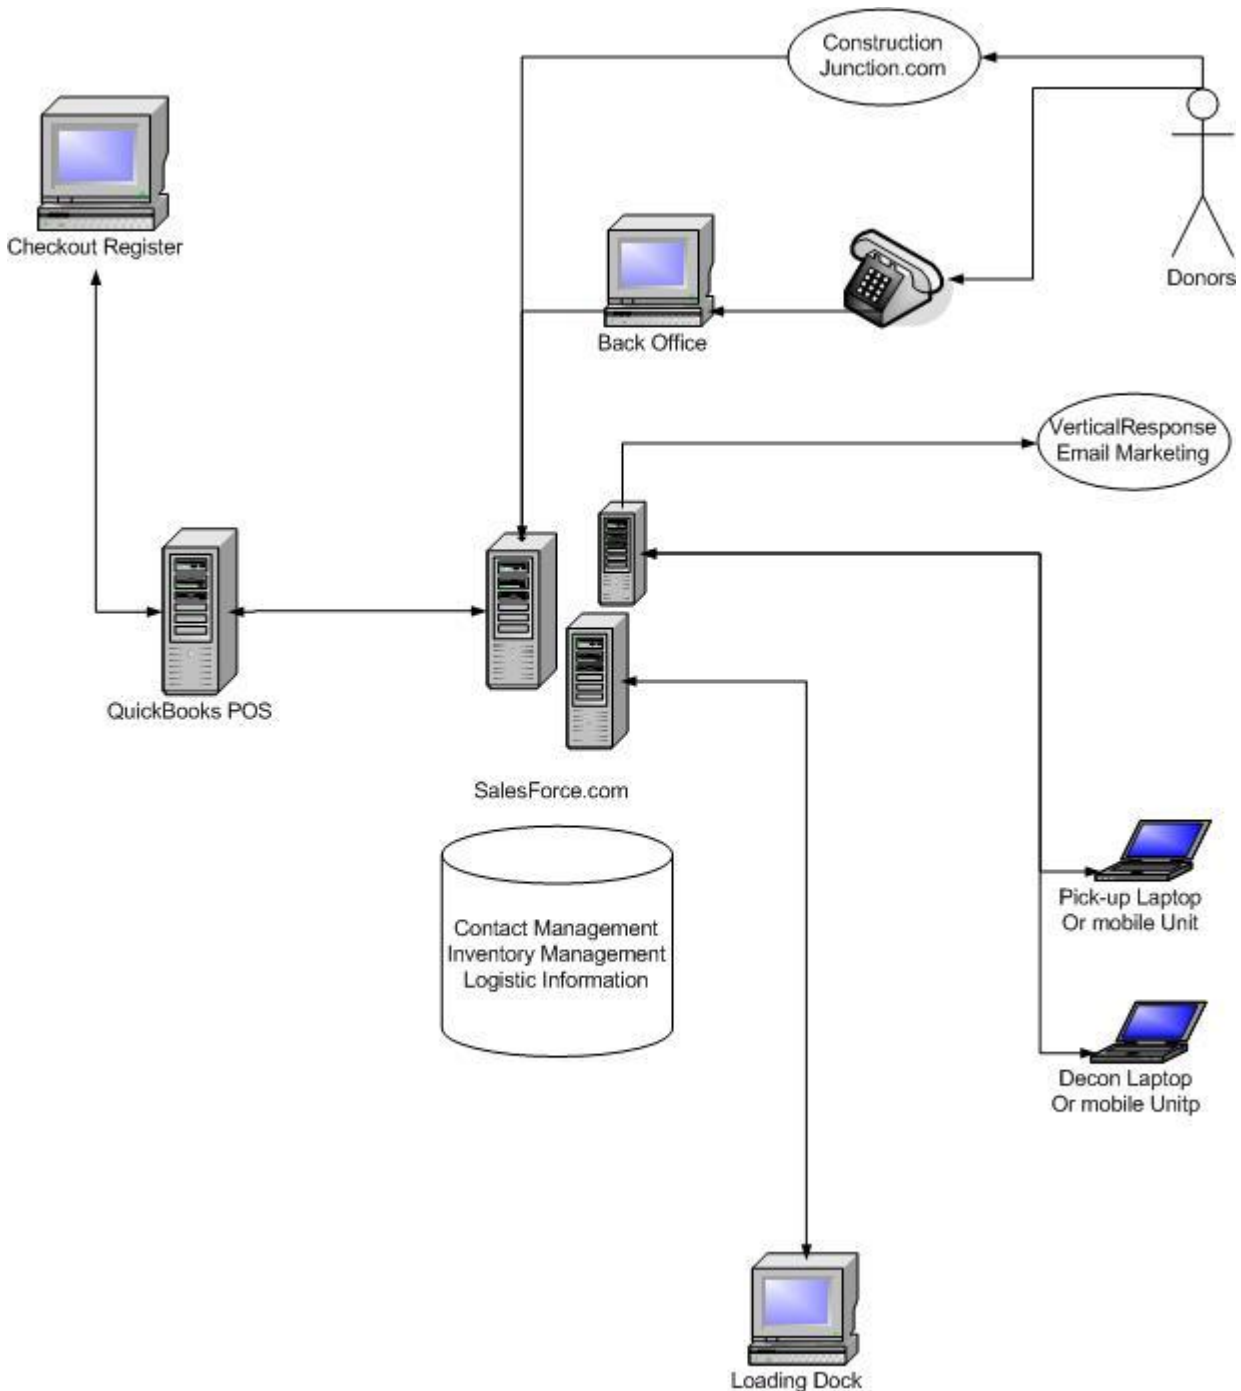 Construction
Junction.com
Checkout Register
Donors
Back Office
VerticalResponse
Email Marketing
QuickBooks POS
SalesForce.com
Contact Management
Inventory Management
Logistic Information
Pick-up Laptop
Or mobile Unit
Decon Laptop
Or mobile Unitp
Loading Dock